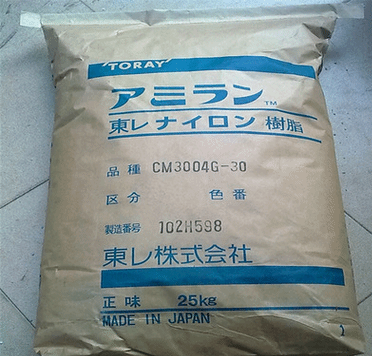 TORAY
アミラン™
東レ ナイロン 樹脂
品種 CM3004G-30
区分 色番
製造番号 102H598
東レ株式会社
正味 25kg
MADE IN JAPAN